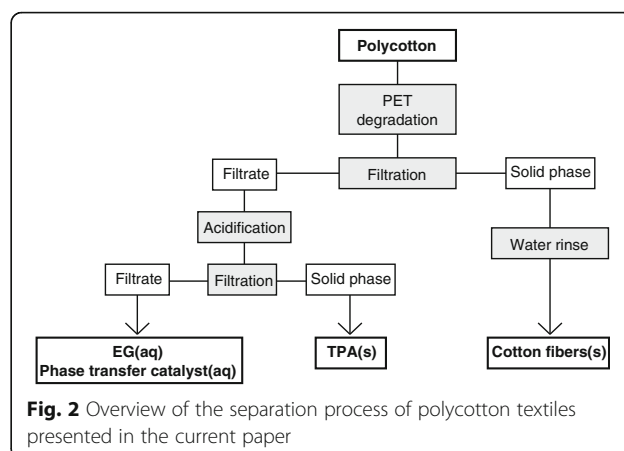 Polycotton
PET
degradation
Filtrate
Filtration
Solid phase
Acidification
Water rinse
Filtrate
Filtration
Solid phase
EG(aq)
Phase transfer catalyst(aq)
TPA(s)
Cotton fibers(s)
Fig. 2 Overview of the separation process of polycotton textiles
presented in the current paper